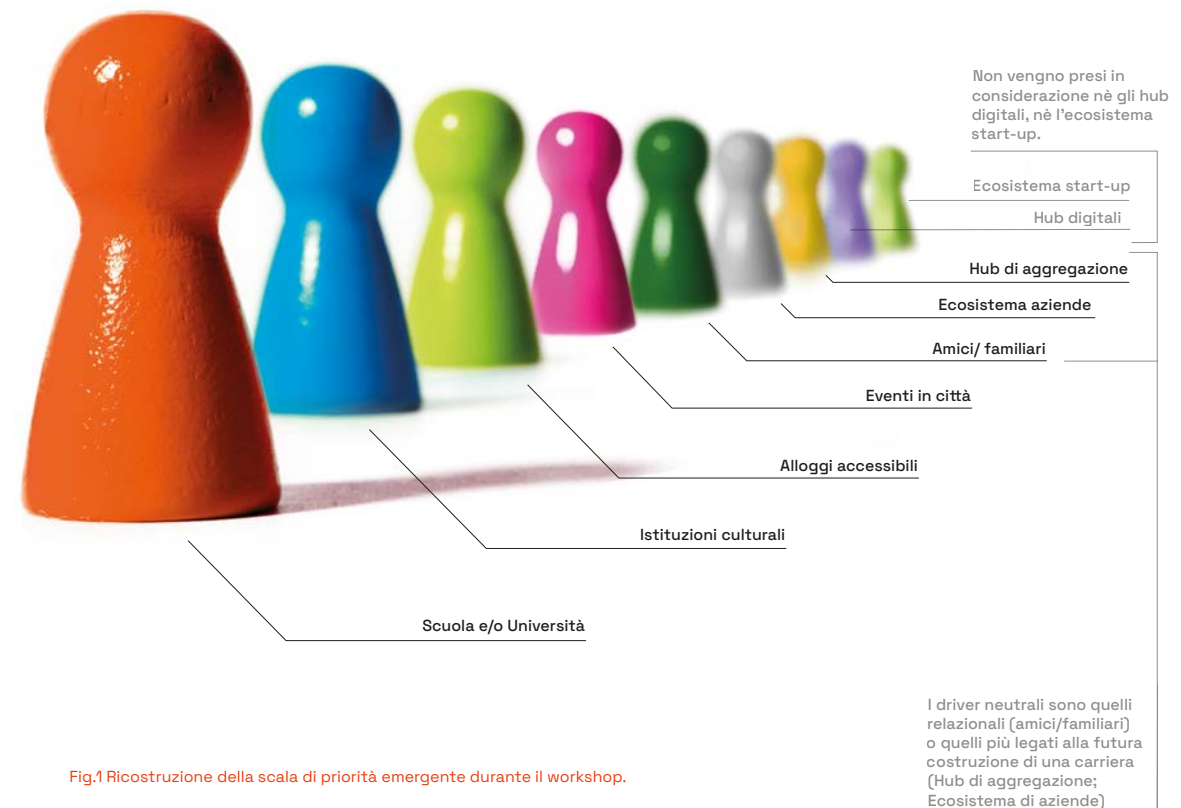 Non vengno presi in
considerazione nè gli hub
digitali, nè l'ecosistema
start-up.
Ecosistema start-up
Hub digitali
Hub di aggregazione
Ecosistema aziende
Amici/ familiari
Eventi in città
Alloggi accessibili
Istituzioni culturali
Scuola e/o Università
I driver neutrali sono quelli
relazionali (amici/familiari)
o quelli più legati alla futura
costruzione di una carriera
(Hub di aggregazione;
Ecosistema di aziende)
Fig.1 Ricostruzione della scala di priorità emergente durante il workshop.